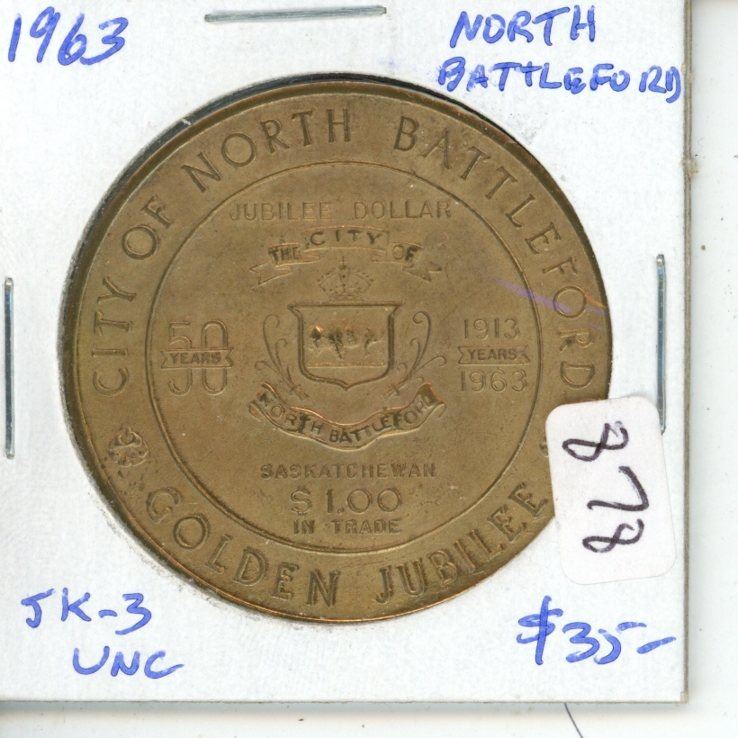 1963
NORTH
BATTLEFORD
CITY OF NORTH BATTLEFORD
JUBILEE DOLLAR
THE CITY OF
50
YEARS
1913
YEARS
1963
NORTH BATTLEFORD
SASKATCHEWAN
$1.00
IN TRADE
GOLDEN JUBILEE
878
JK-3
UNC
$35-